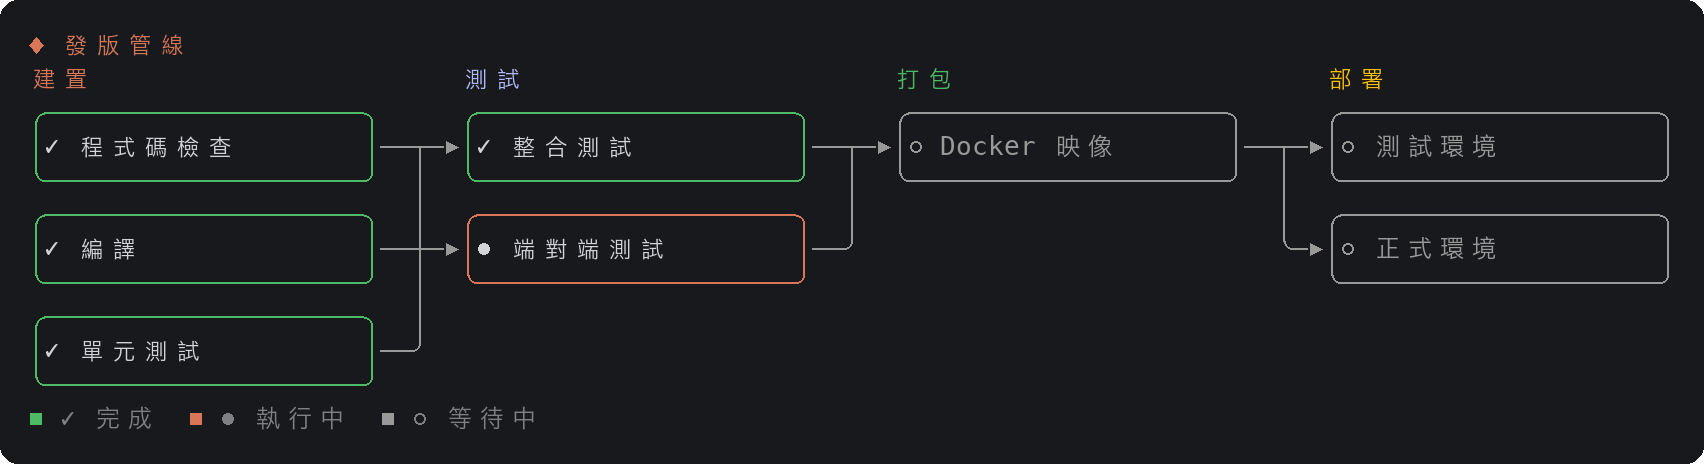 ◆ 發版管線
建置 測試 打包 部署
✓ 程式碼檢查 ✓ 整合測試 ○ Docker 映像 ○ 測試環境
✓ 編譯 ● 端對端測試 ○ 正式環境
✓ 單元測試
■ ✓ 完成 ■ ● 執行中 ■ ○ 等待中